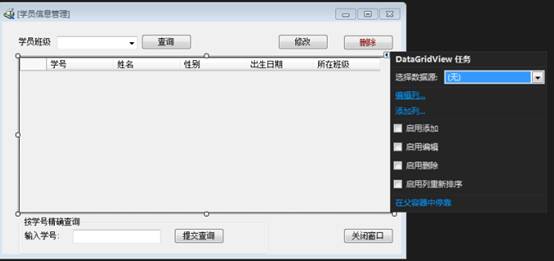 [学员信息管理]
学员班级 查询 修改 删除
学号 姓名 性别 出生日期 所在班级
DataGridView 任务
选择数据源: (无)
编辑列...
添加列...
启用添加
启用编辑
启用删除
启用列重新排序
在父容器中停靠
按学号精确查询
输入学号: 提交查询 关闭窗口